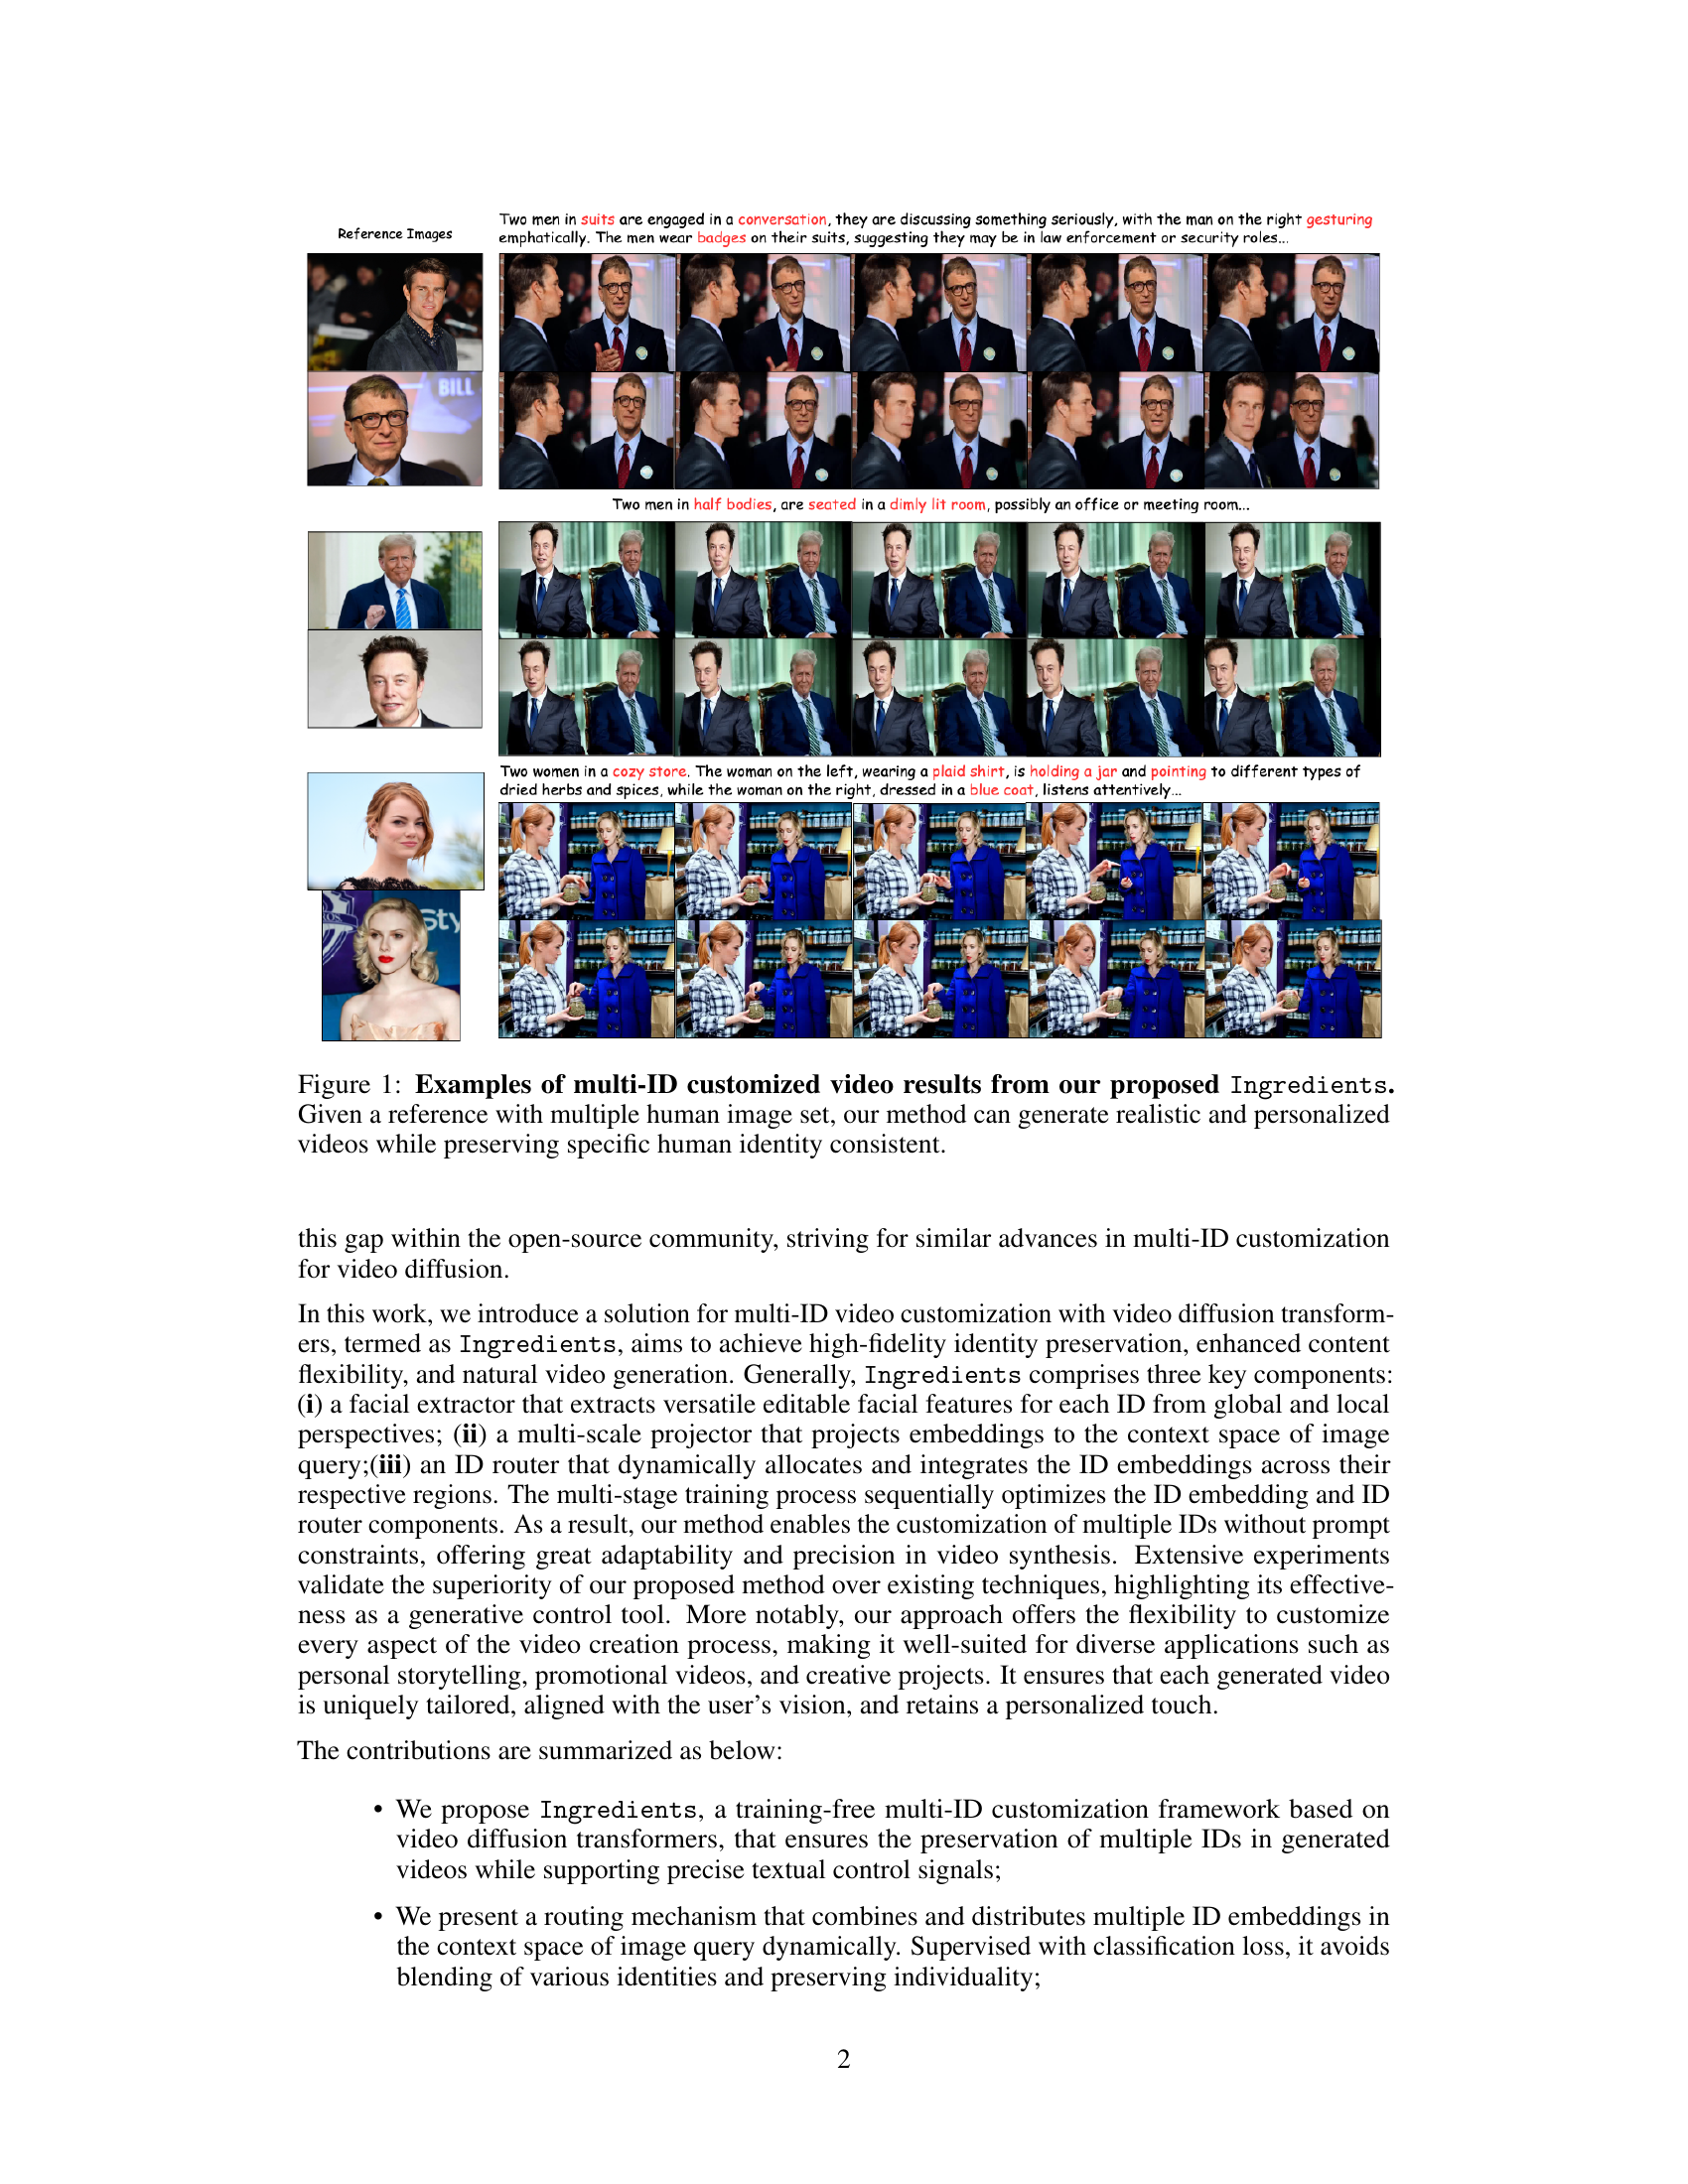 Reference Images
Two men in suits are engaged in a conversation, they are discussing something seriously, with the man on the right gesturing
emphatically. The men wear badges on their suits, suggesting they may be in law enforcement or security roles...
BILL
Two men in half bodies, are seated in a dimly lit room, possibly an office or meeting room...
Two women in a cozy store. The woman on the left, wearing a plaid shirt, is holding a jar and pointing to different types of
dried herbs and spices, while the woman on the right, dressed in a blue coat, listens attentively...
Sty
Figure 1: Examples of multi-ID customized video results from our proposed Ingredients.
Given a reference with multiple human image set, our method can generate realistic and personalized
videos while preserving specific human identity consistent.
this gap within the open-source community, striving for similar advances in multi-ID customization
for video diffusion.
In this work, we introduce a solution for multi-ID video customization with video diffusion transform-
ers, termed as Ingredients, aims to achieve high-fidelity identity preservation, enhanced content
flexibility, and natural video generation. Generally, Ingredients comprises three key components:
(i) a facial extractor that extracts versatile editable facial features for each ID from global and local
perspectives; (ii) a multi-scale projector that projects embeddings to the context space of image
query;(iii) an ID router that dynamically allocates and integrates the ID embeddings across their
respective regions. The multi-stage training process sequentially optimizes the ID embedding and ID
router components. As a result, our method enables the customization of multiple IDs without prompt
constraints, offering great adaptability and precision in video synthesis. Extensive experiments
validate the superiority of our proposed method over existing techniques, highlighting its effective-
ness as a generative control tool. More notably, our approach offers the flexibility to customize
every aspect of the video creation process, making it well-suited for diverse applications such as
personal storytelling, promotional videos, and creative projects. It ensures that each generated video
is uniquely tailored, aligned with the user's vision, and retains a personalized touch.
The contributions are summarized as below:
• We propose Ingredients, a training-free multi-ID customization framework based on
video diffusion transformers, that ensures the preservation of multiple IDs in generated
videos while supporting precise textual control signals;
• We present a routing mechanism that combines and distributes multiple ID embeddings in
the context space of image query dynamically. Supervised with classification loss, it avoids
blending of various identities and preserving individuality;
2